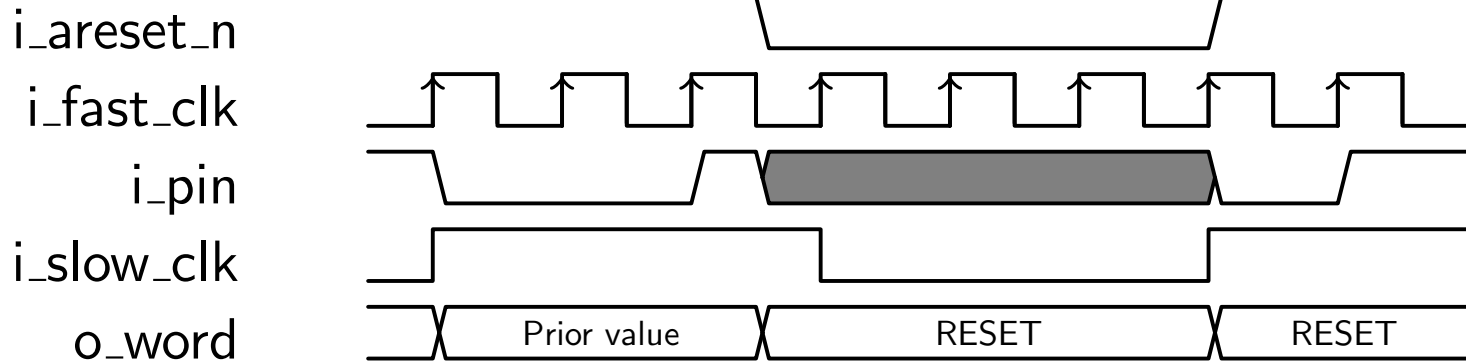 i_areset_n
i_fast_clk
i_pin
i_slow_clk
o_word Prior value RESET RESET